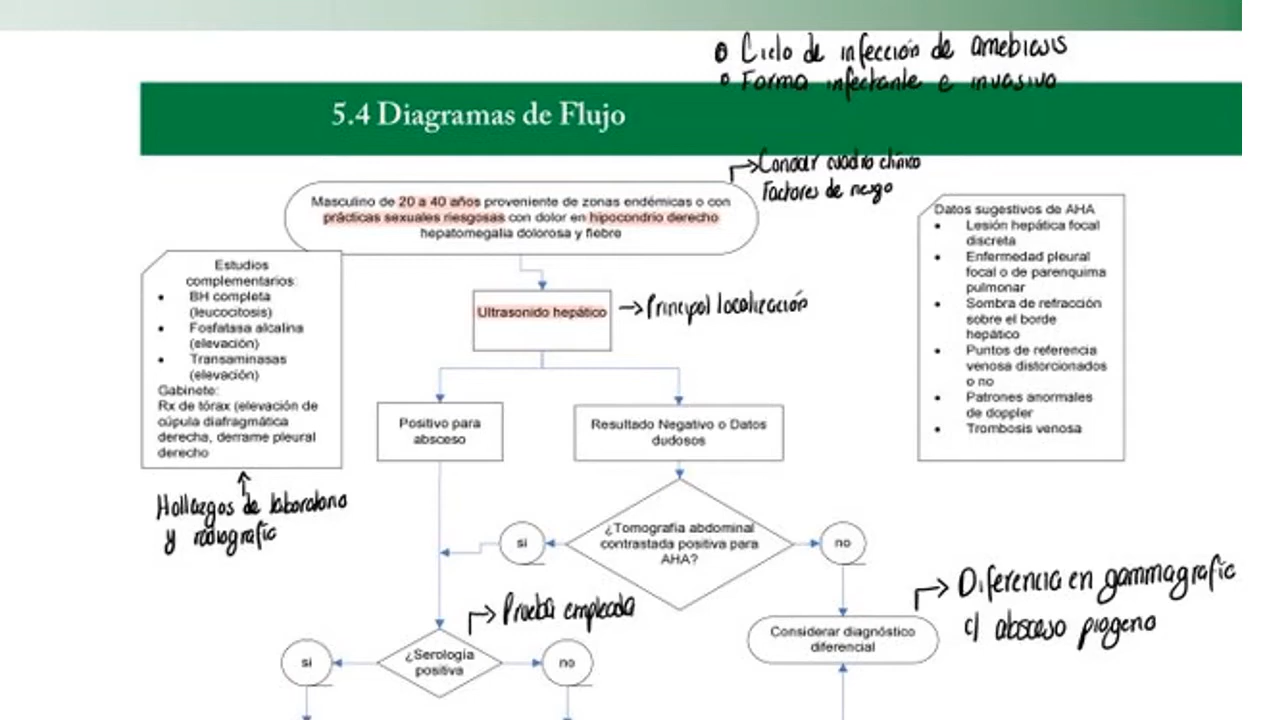 • Ciclo de infección de amebiasis
• Forma infectante e invasiva
5.4 Diagramas de Flujo
→Conocer cuadro clínico
Factores de riesgo
Masculino de 20 a 40 años proveniente de zonas endémicas o con
prácticas sexuales riesgosas con dolor en hipocondrio derecho
hepatomegalia dolorosa y fiebre
Estudios
complementarios:
• BH completa
(leucocitosis)
• Fosfatasa alcalina
(elevación)
• Transaminasas
(elevación)
Gabinete:
Rx de tórax (elevación de
cúpula diafragmática
derecha, derrame pleural
derecho
Hallazgos de laboratorio
y radiografía
Ultrasonido hepático
→Principal localización
Datos sugestivos de AHA
• Lesión hepática focal
discreta
• Enfermedad pleural
focal o de parenquima
pulmonar
• Sombra de refracción
sobre el borde
hepático
• Puntos de referencia
venosa distorcionados
o no
• Patrones anormales
de doppler
• Trombosis venosa
Positivo para
absceso
Resultado Negativo o Datos
dudosos
¿Tomografía abdominal
contrastada positiva para
AHA?
si
no
→ Prueba empleada
→ Diferencia en gammagrafía
c/ absceso piógeno
Considerar diagnóstico
diferencial
¿Serología
positiva
si
no